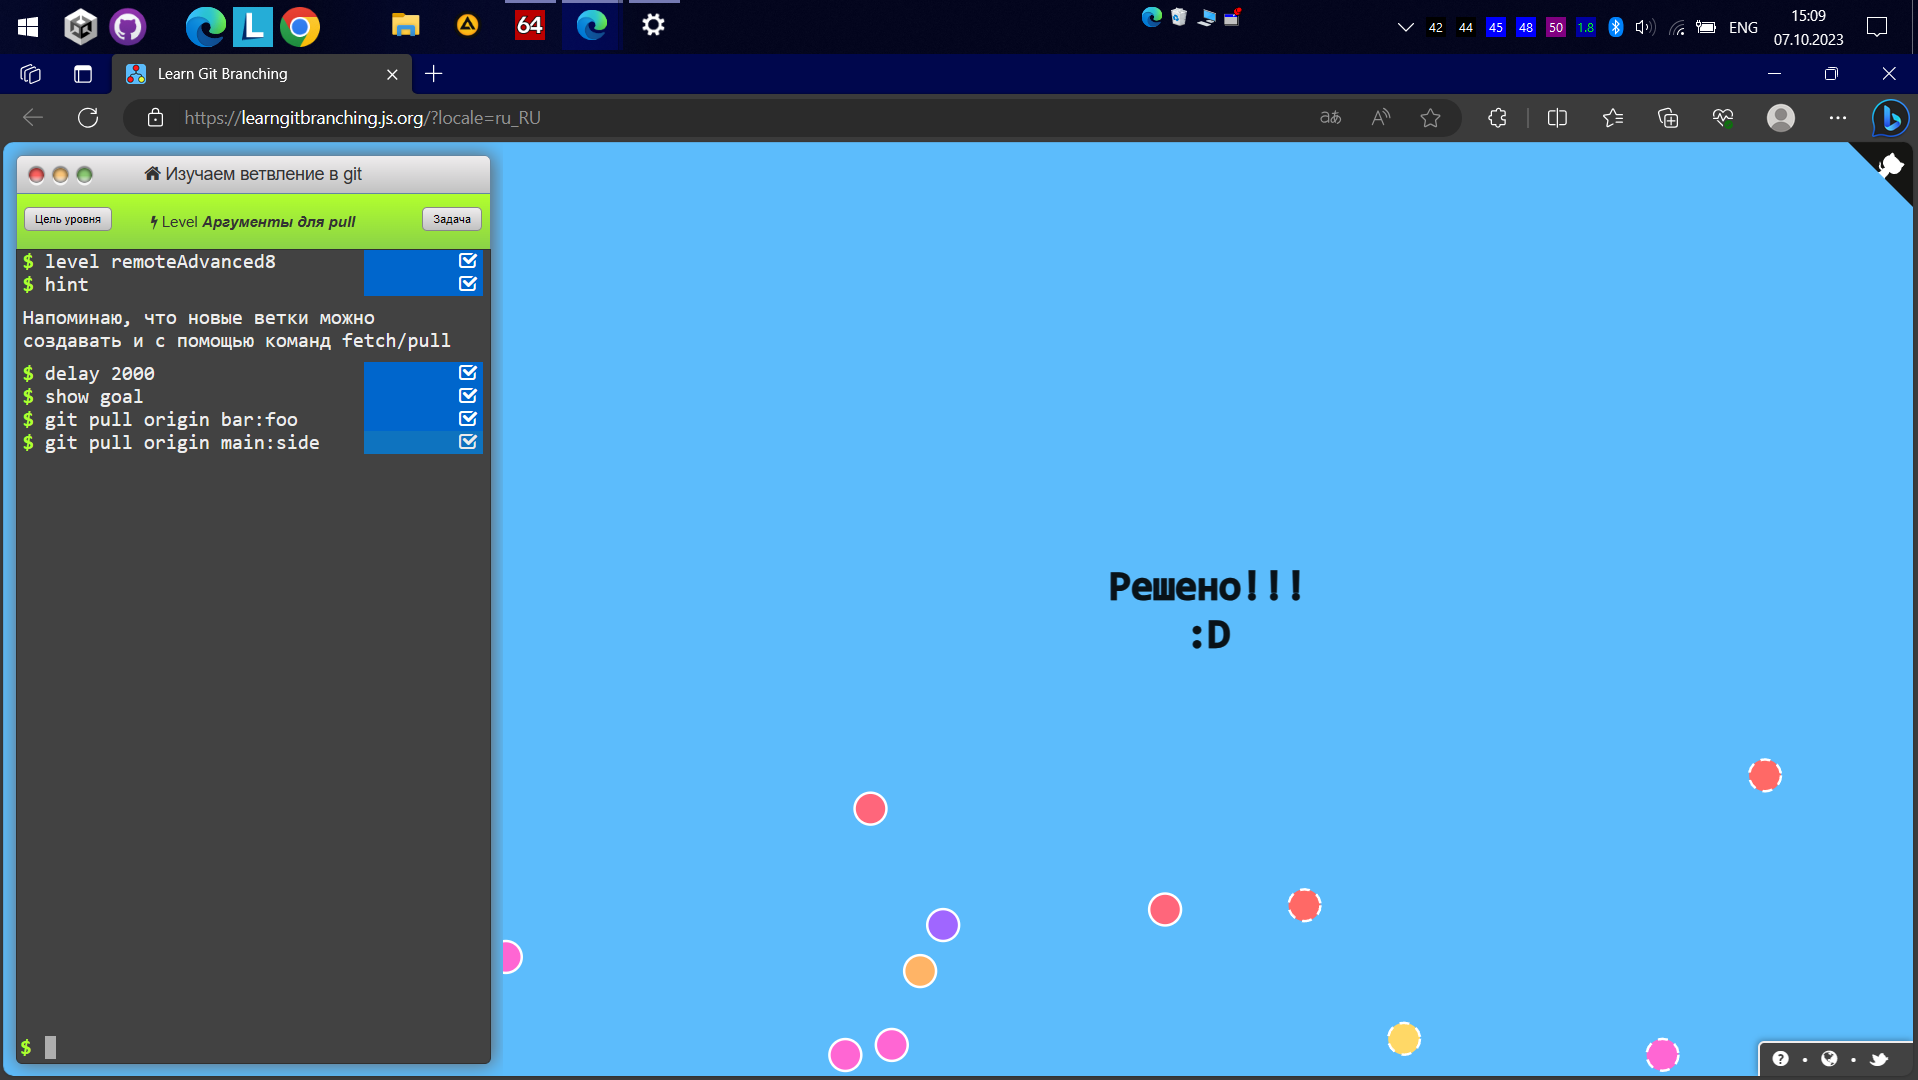 64
42
44
45
48
50
1.8
ENG
15:09
07.10.2023
Learn Git Branching
https://learngitbranching.js.org/?locale=ru_RU
Изучаем ветвление в git
Цель уровня
Level Аргументы для pull
Задача
$ level remoteAdvanced8
$ hint
Напоминаю, что новые ветки можно
создавать и с помощью команд fetch/pull
$ delay 2000
$ show goal
$ git pull origin bar:foo
$ git pull origin main:side
$
Решено!!!
:D